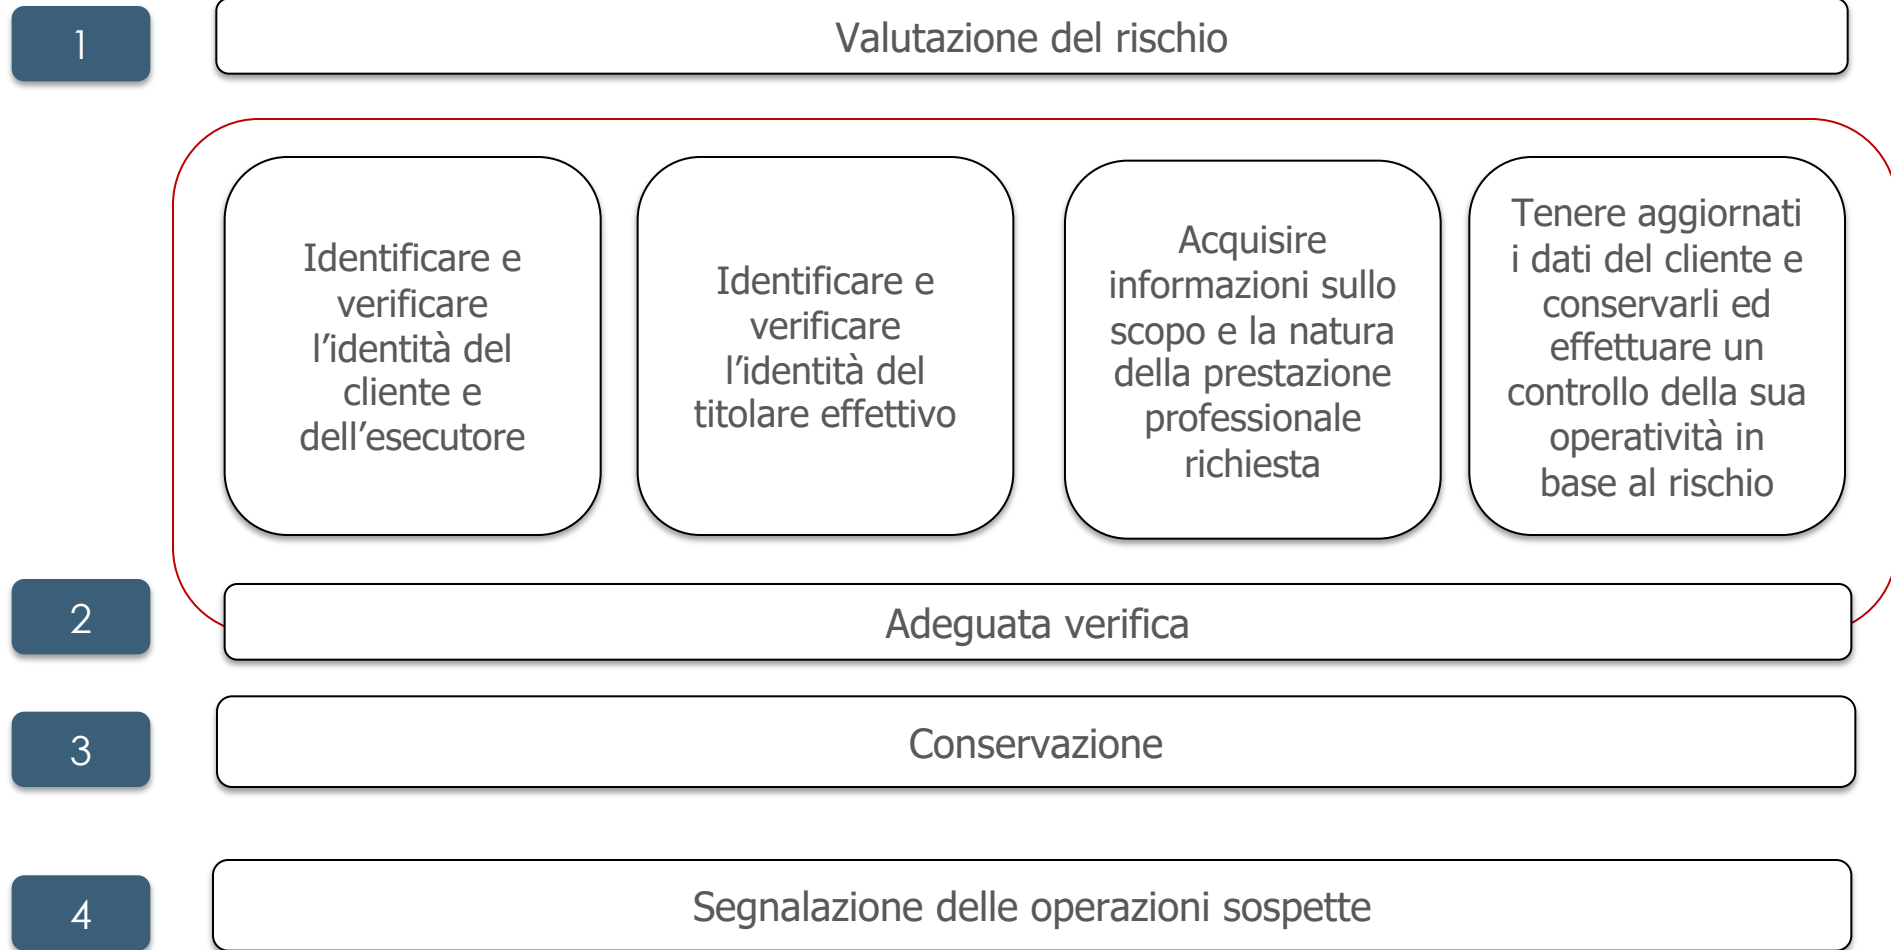 1
Valutazione del rischio
Identificare e
verificare
l’identità del
cliente e
dell’esecutore
Identificare e
verificare
l’identità del
titolare effettivo
Acquisire
informazioni sullo
scopo e la natura
della prestazione
professionale
richiesta
Tenere aggiornati
i dati del cliente e
conservarli ed
effettuare un
controllo della sua
operatività in
base al rischio
2
Adeguata verifica
3
Conservazione
4
Segnalazione delle operazioni sospette